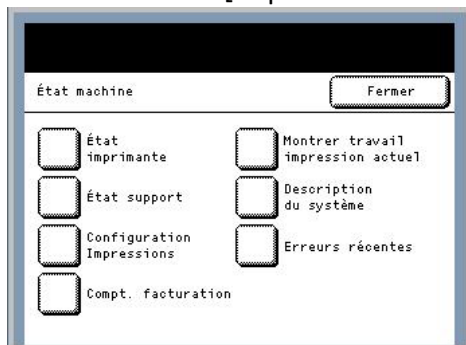 État machine
Fermer
État
imprimante
Montrer travail
impression actuel
État support
Description
du système
Configuration
Impressions
Erreurs récentes
Compt. facturation